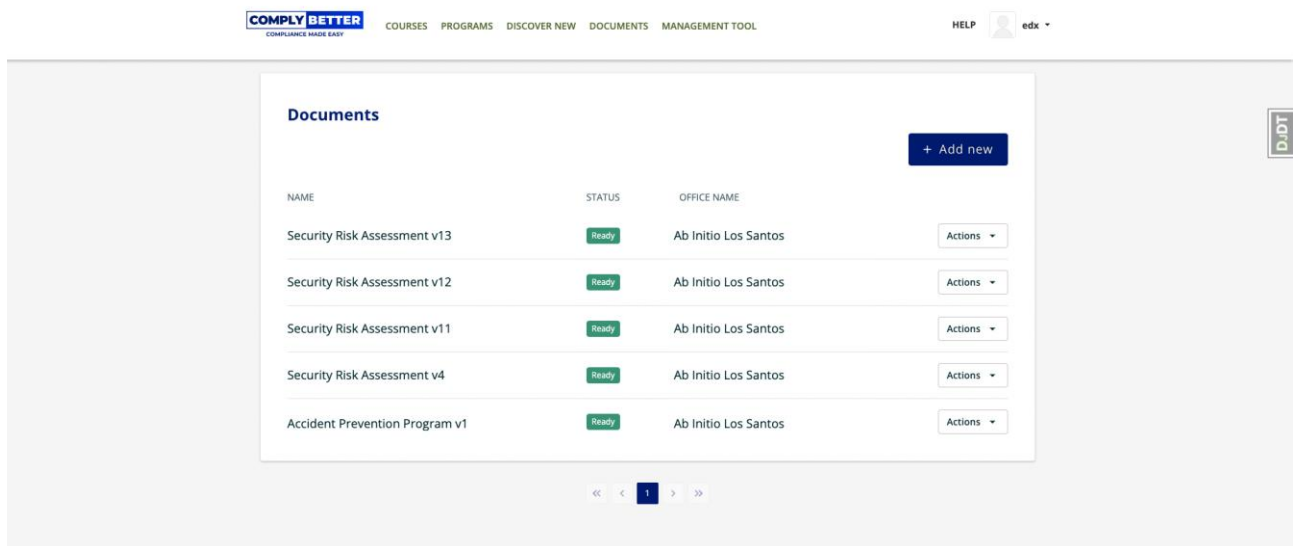 COMPLY BETTER
COMPLIANCE MADE EASY
COURSES PROGRAMS DISCOVER NEW DOCUMENTS MANAGEMENT TOOL HELP edx
DJDT
Documents
+ Add new
NAME STATUS OFFICE NAME
Security Risk Assessment v13 Ready Ab Initio Los Santos Actions
Security Risk Assessment v12 Ready Ab Initio Los Santos Actions
Security Risk Assessment v11 Ready Ab Initio Los Santos Actions
Security Risk Assessment v4 Ready Ab Initio Los Santos Actions
Accident Prevention Program v1 Ready Ab Initio Los Santos Actions
« < 1 > »